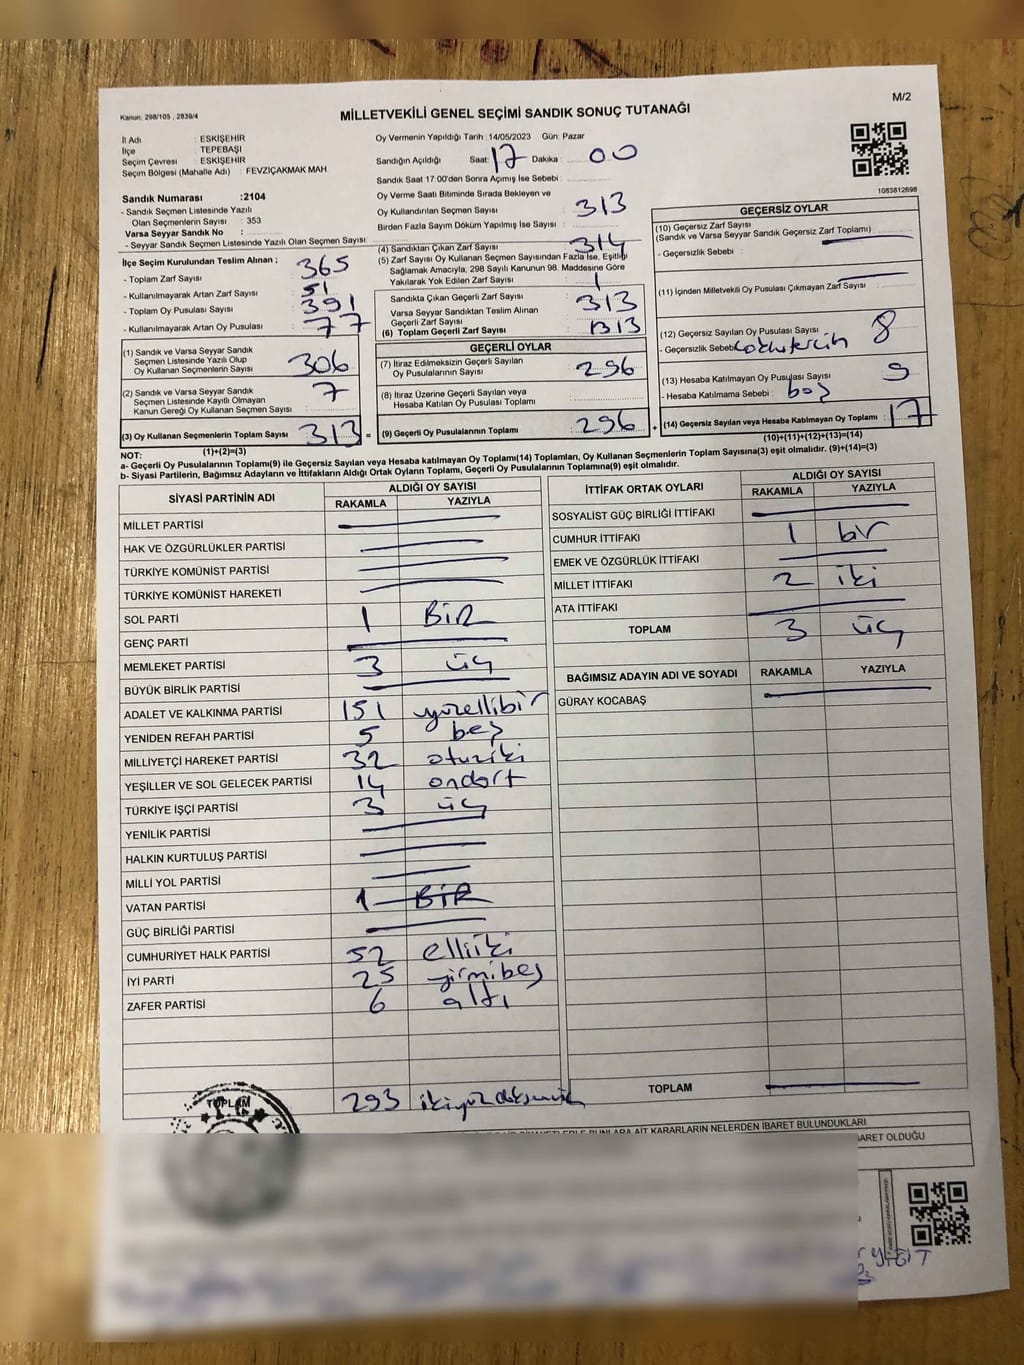 M/2
Kanun: 298/105 , 2839/4
MİLLETVEKİLİ GENEL SEÇİMİ SANDIK SONUÇ TUTANAĞI
İl Adı : ESKİŞEHİR
İlçe : TEPEBAŞI
Seçim Çevresi : ESKİŞEHİR
Seçim Bölgesi (Mahalle Adı) : FEVZİÇAKMAK MAH
Sandık Numarası :2104
- Sandık Seçmen Listesinde Yazılı
Olan Seçmenlerin Sayısı : 353
Varsa Seyyar Sandık No :
- Seyyar Sandık Seçmen Listesinde Yazılı Olan Seçmen Sayısı:
Oy Vermenin Yapıldığı Tarih :14/05/2023 Gün: Pazar
Sandığın Açıldığı Saat: 17 Dakika : 00
Sandık Saat 17 00'den Sonra Açımış İse Sebebi :
Oy Verme Saati Bitiminde Sırada Bekleyen ve
Oy Kullandırılan Seçmen Sayısı : 313
Birden Fazla Sayım Döküm Yapılmış İse Sayısı :
1083812698
İlçe Seçim Kurulundan Teslim Alınan ;
- Toplam Zarf Sayısı : 365
- Kullanılmayarak Artan Zarf Sayısı : 51
- Toplam Oy Pusulası Sayısı : 391
- Kullanılmayarak Artan Oy Pusulası : 77
(1) Sandık ve Varsa Seyyar Sandık
Seçmen Listesinde Yazılı Olup
Oy Kullanan Seçmenlerin Sayısı : 306
(2) Sandık ve Varsa Seyyar Sandık
Seçmen Listesinde Kayıtlı Olmayan
Kanun Gereği Oy Kullanan Seçmen Sayısı : 7
(3) Oy Kullanan Seçmenlerin Toplam Sayısı : 313 =
(1)+(2)=(3)
(4) Sandıktan Çıkan Zarf Sayısı : 314
(5) Zarf Sayısı Oy Kullanan Seçmen Sayısından Fazla İse, Eşitliği
Sağlamak Amacıyla, 298 Sayılı Kanunun 98. Maddesine Göre
Yakılarak Yok Edilen Zarf Sayısı : 1
Sandıkta Çıkan Geçerli Zarf Sayısı : 313
Varsa Seyyar Sandıktan Teslim Alınan
Geçerli Zarf Sayısı :
(6) Toplam Geçerli Zarf Sayısı : 313
GEÇERLİ OYLAR
(7) İtiraz Edilmeksizin Geçerli Sayılan
Oy Pusulalarının Sayısı : 296
(8) İtiraz Üzerine Geçerli Sayılan veya
Hesaba Katılan Oy Pusulası Toplamı :
(9) Geçerli Oy Pusulalarının Toplamı : 296 +
GEÇERSİZ OYLAR
(10) Geçersiz Zarf Sayısı
(Sandık ve Varsa Seyyar Sandık Geçersiz Zarf Toplamı) :
- Geçersizlik Sebebi :
(11) İçinden Milletvekili Oy Pusulası Çıkmayan Zarf Sayısı :
(12) Geçersiz Sayılan Oy Pusulası Sayısı : 8
- Geçersizlik Sebebi :
(13) Hesaba Katılmayan Oy Pusulası Sayısı : 9
- Hesaba Katılmama Sebebi : boş
(14) Geçersiz Sayılan veya Hesaba Katılmayan Oy Toplamı : 17
(10)+(11)+(12)+(13)=(14)
NOT:
a- Geçerli Oy Pusulalarının Toplamı(9) ile Geçersiz Sayılan veya Hesaba katılmayan Oy Toplamı(14) Toplamları, Oy Kullanan Seçmenlerin Toplam Sayısına(3) eşit olmalıdır. (9)+(14)=(3)
b- Siyasi Partilerin, Bağımsız Adayların ve İttifakların Aldığı Ortak Oyların Toplamı, Geçerli Oy Pusulalarının Toplamına(9) eşit olmalıdır.
SİYASİ PARTİNİN ADI ALDIĞI OY SAYISI
RAKAMLA YAZIYLA
MİLLET PARTİSİ
HAK VE ÖZGÜRLÜKLER PARTİSİ
TÜRKİYE KOMÜNİST PARTİSİ
TÜRKİYE KOMÜNİST HAREKETİ
SOL PARTİ 1 BİR
GENÇ PARTİ
MEMLEKET PARTİSİ 3 üç
BÜYÜK BİRLİK PARTİSİ
ADALET VE KALKINMA PARTİSİ 151 yüzellibir
YENİDEN REFAH PARTİSİ 5 beş
MİLLİYETÇİ HAREKET PARTİSİ 32 otuziki
YEŞİLLER VE SOL GELECEK PARTİSİ 14 ondört
TÜRKİYE İŞÇİ PARTİSİ 3 üç
YENİLİK PARTİSİ
HALKIN KURTULUŞ PARTİSİ
MİLLİ YOL PARTİSİ
VATAN PARTİSİ 1 BİR
GÜÇ BİRLİĞİ PARTİSİ
CUMHURİYET HALK PARTİSİ 52 elliiki
İYİ PARTİ 25 yirmibeş
ZAFER PARTİSİ 6 altı
TOPLAM 293
İTTİFAK ORTAK OYLARI ALDIĞI OY SAYISI
RAKAMLA YAZIYLA
SOSYALİST GÜÇ BİRLİĞİ İTTİFAKI
CUMHUR İTTİFAKI 1 bir
EMEK VE ÖZGÜRLÜK İTTİFAKI
MİLLET İTTİFAKI 2 iki
ATA İTTİFAKI
TOPLAM 3 üç
BAĞIMSIZ ADAYIN ADI VE SOYADI RAKAMLA YAZIYLA
GÜRAY KOCABAŞ
TOPLAM
AİT KARARLARIN NELERDEN İBARET BULUNDUKLARI
İBARET OLDUĞU